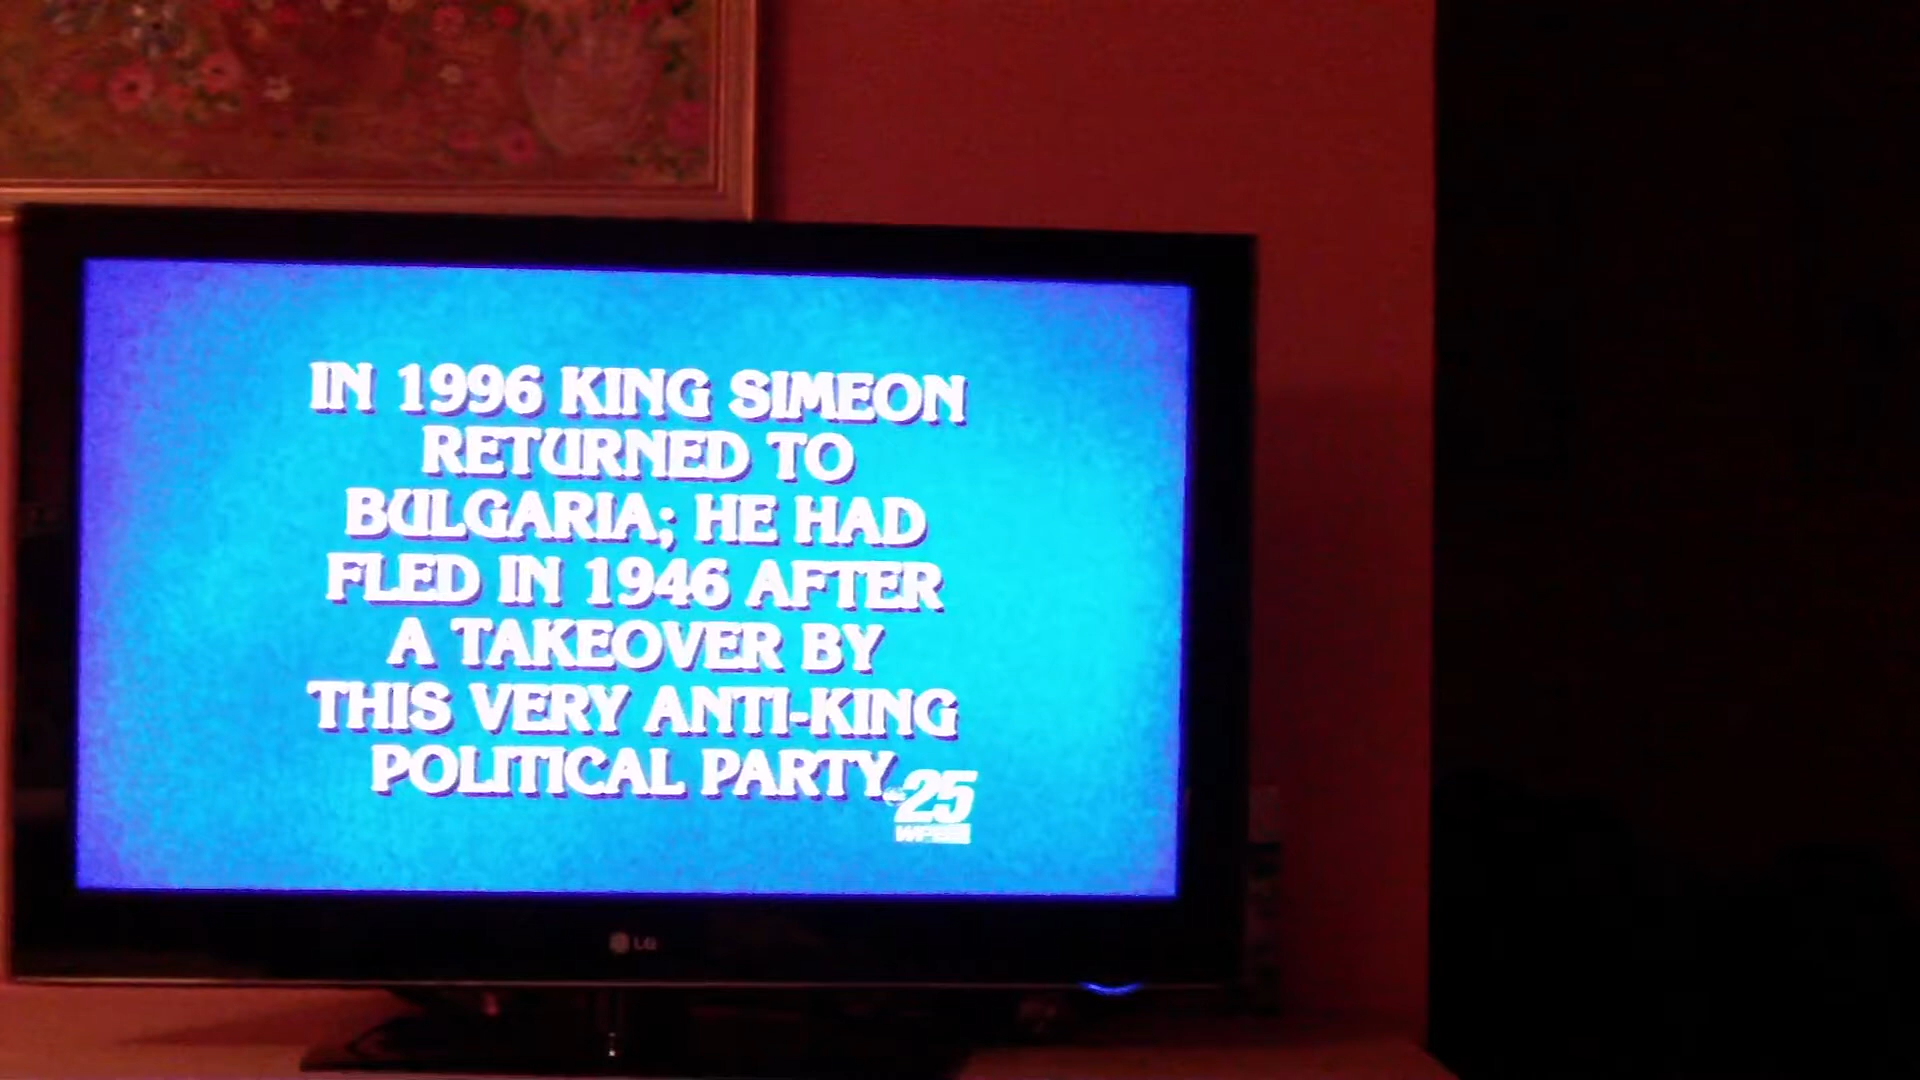 IN 1996 KING SIMEON
RETURNED TO
BULGARIA; HE HAD
FLED IN 1946 AFTER
A TAKEOVER BY
THIS VERY ANTI-KING
POLITICAL PARTY
25
LG